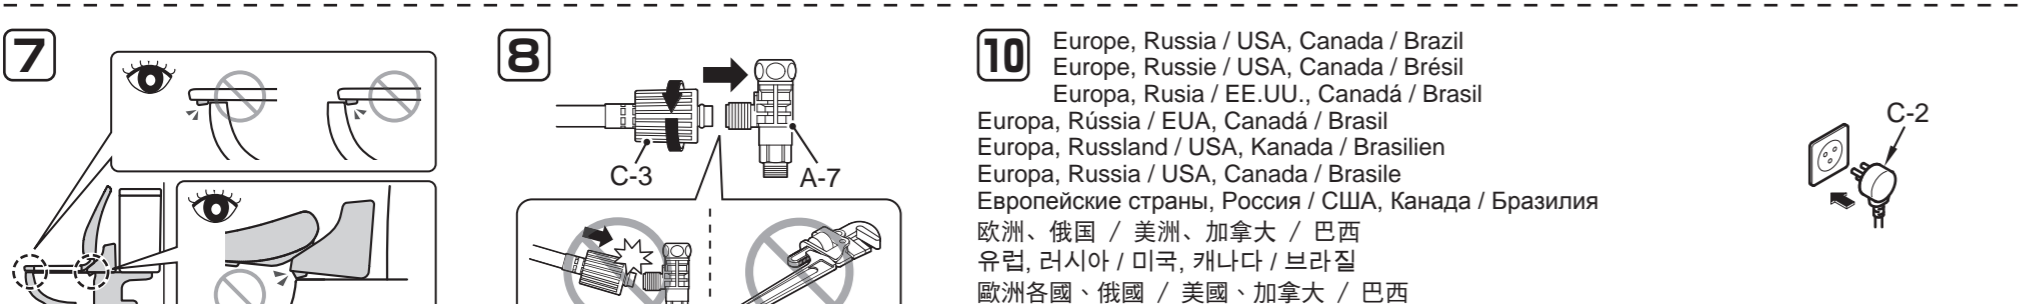 7
8
C-3
A-7
10
Europe, Russia / USA, Canada / Brazil
Europe, Russie / USA, Canada / Brésil
Europa, Rusia / EE.UU., Canadá / Brasil
Europa, Rússia / EUA, Canadá / Brasil
Europa, Russland / USA, Kanada / Brasilien
Europa, Russia / USA, Canada / Brasile
Европейские страны, Россия / США, Канада / Бразилия
欧洲、俄国 / 美洲、加拿大 / 巴西
유럽, 러시아 / 미국, 캐나다 / 브라질
歐洲各國、俄國 / 美國、加拿大 / 巴西
C-2